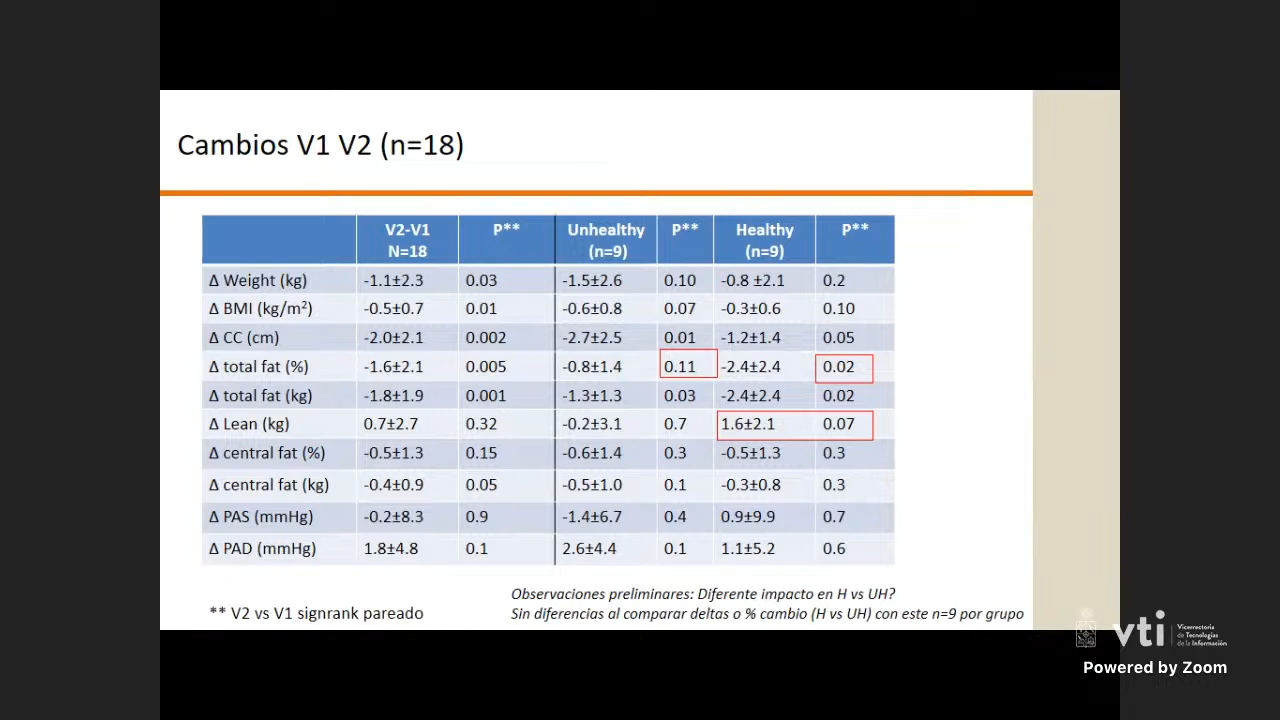 Cambios V1 V2 (n=18)
V2-V1 N=18 P** Unhealthy (n=9) P** Healthy (n=9) P**
Δ Weight (kg) -1.1±2.3 0.03 -1.5±2.6 0.10 -0.8 ±2.1 0.2
Δ BMI (kg/m²) -0.5±0.7 0.01 -0.6±0.8 0.07 -0.3±0.6 0.10
Δ CC (cm) -2.0±2.1 0.002 -2.7±2.5 0.01 -1.2±1.4 0.05
Δ total fat (%) -1.6±2.1 0.005 -0.8±1.4 0.11 -2.4±2.4 0.02
Δ total fat (kg) -1.8±1.9 0.001 -1.3±1.3 0.03 -2.4±2.4 0.02
Δ Lean (kg) 0.7±2.7 0.32 -0.2±3.1 0.7 1.6±2.1 0.07
Δ central fat (%) -0.5±1.3 0.15 -0.6±1.4 0.3 -0.5±1.3 0.3
Δ central fat (kg) -0.4±0.9 0.05 -0.5±1.0 0.1 -0.3±0.8 0.3
Δ PAS (mmHg) -0.2±8.3 0.9 -1.4±6.7 0.4 0.9±9.9 0.7
Δ PAD (mmHg) 1.8±4.8 0.1 2.6±4.4 0.1 1.1±5.2 0.6
Observaciones preliminares: Diferente impacto en H vs UH?
** V2 vs V1 signrank pareado
Sin diferencias al comparar deltas o % cambio (H vs UH) con este n=9 por grupo
vti
Vicerrectoría
de Tecnologías
de la Información
Powered by Zoom